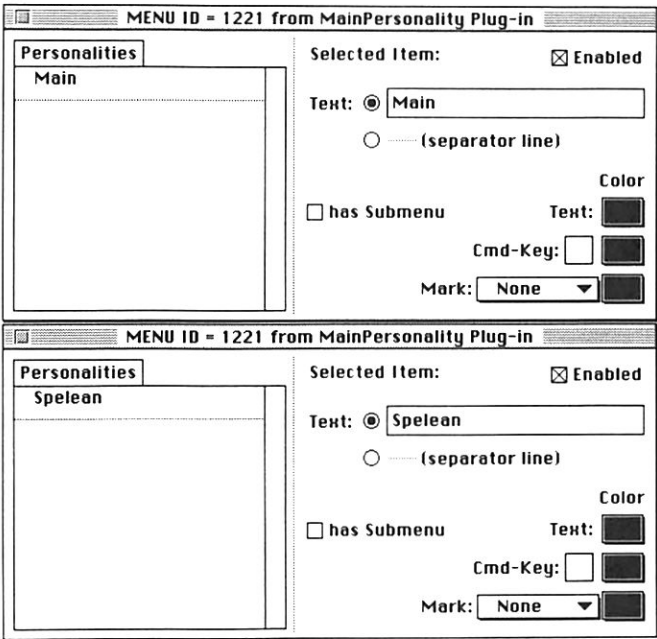 MENU ID = 1221 from MainPersonality Plug-in
Personalities
Main
Selected Item:
Enabled
Text:
Main
(separator line)
Color
has Submenu
Text:
Cmd-Key:
Mark:
None
MENU ID = 1221 from MainPersonality Plug-in
Personalities
Spelean
Selected Item:
Enabled
Text:
Spelean
(separator line)
Color
has Submenu
Text:
Cmd-Key:
Mark:
None